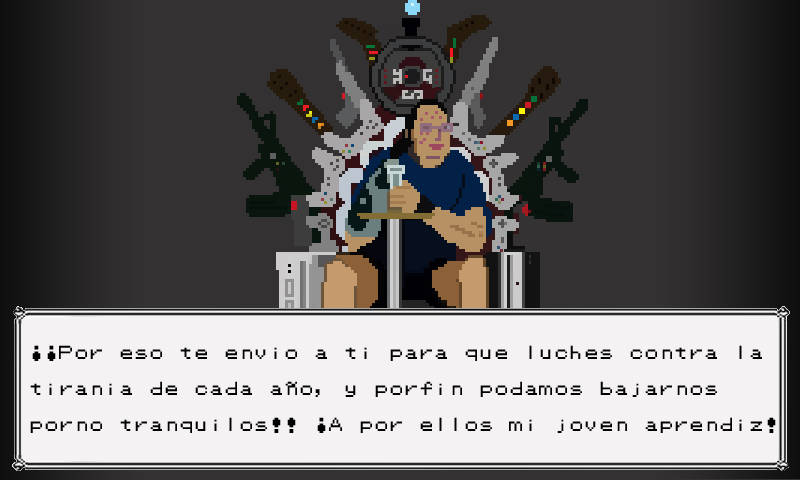 H G
S
¡¡Por eso te envio a ti para que luches contra la
tirania de cada año, y porfin podamos bajarnos
porno tranquilos!! ¡A por ellos mi joven aprendiz!